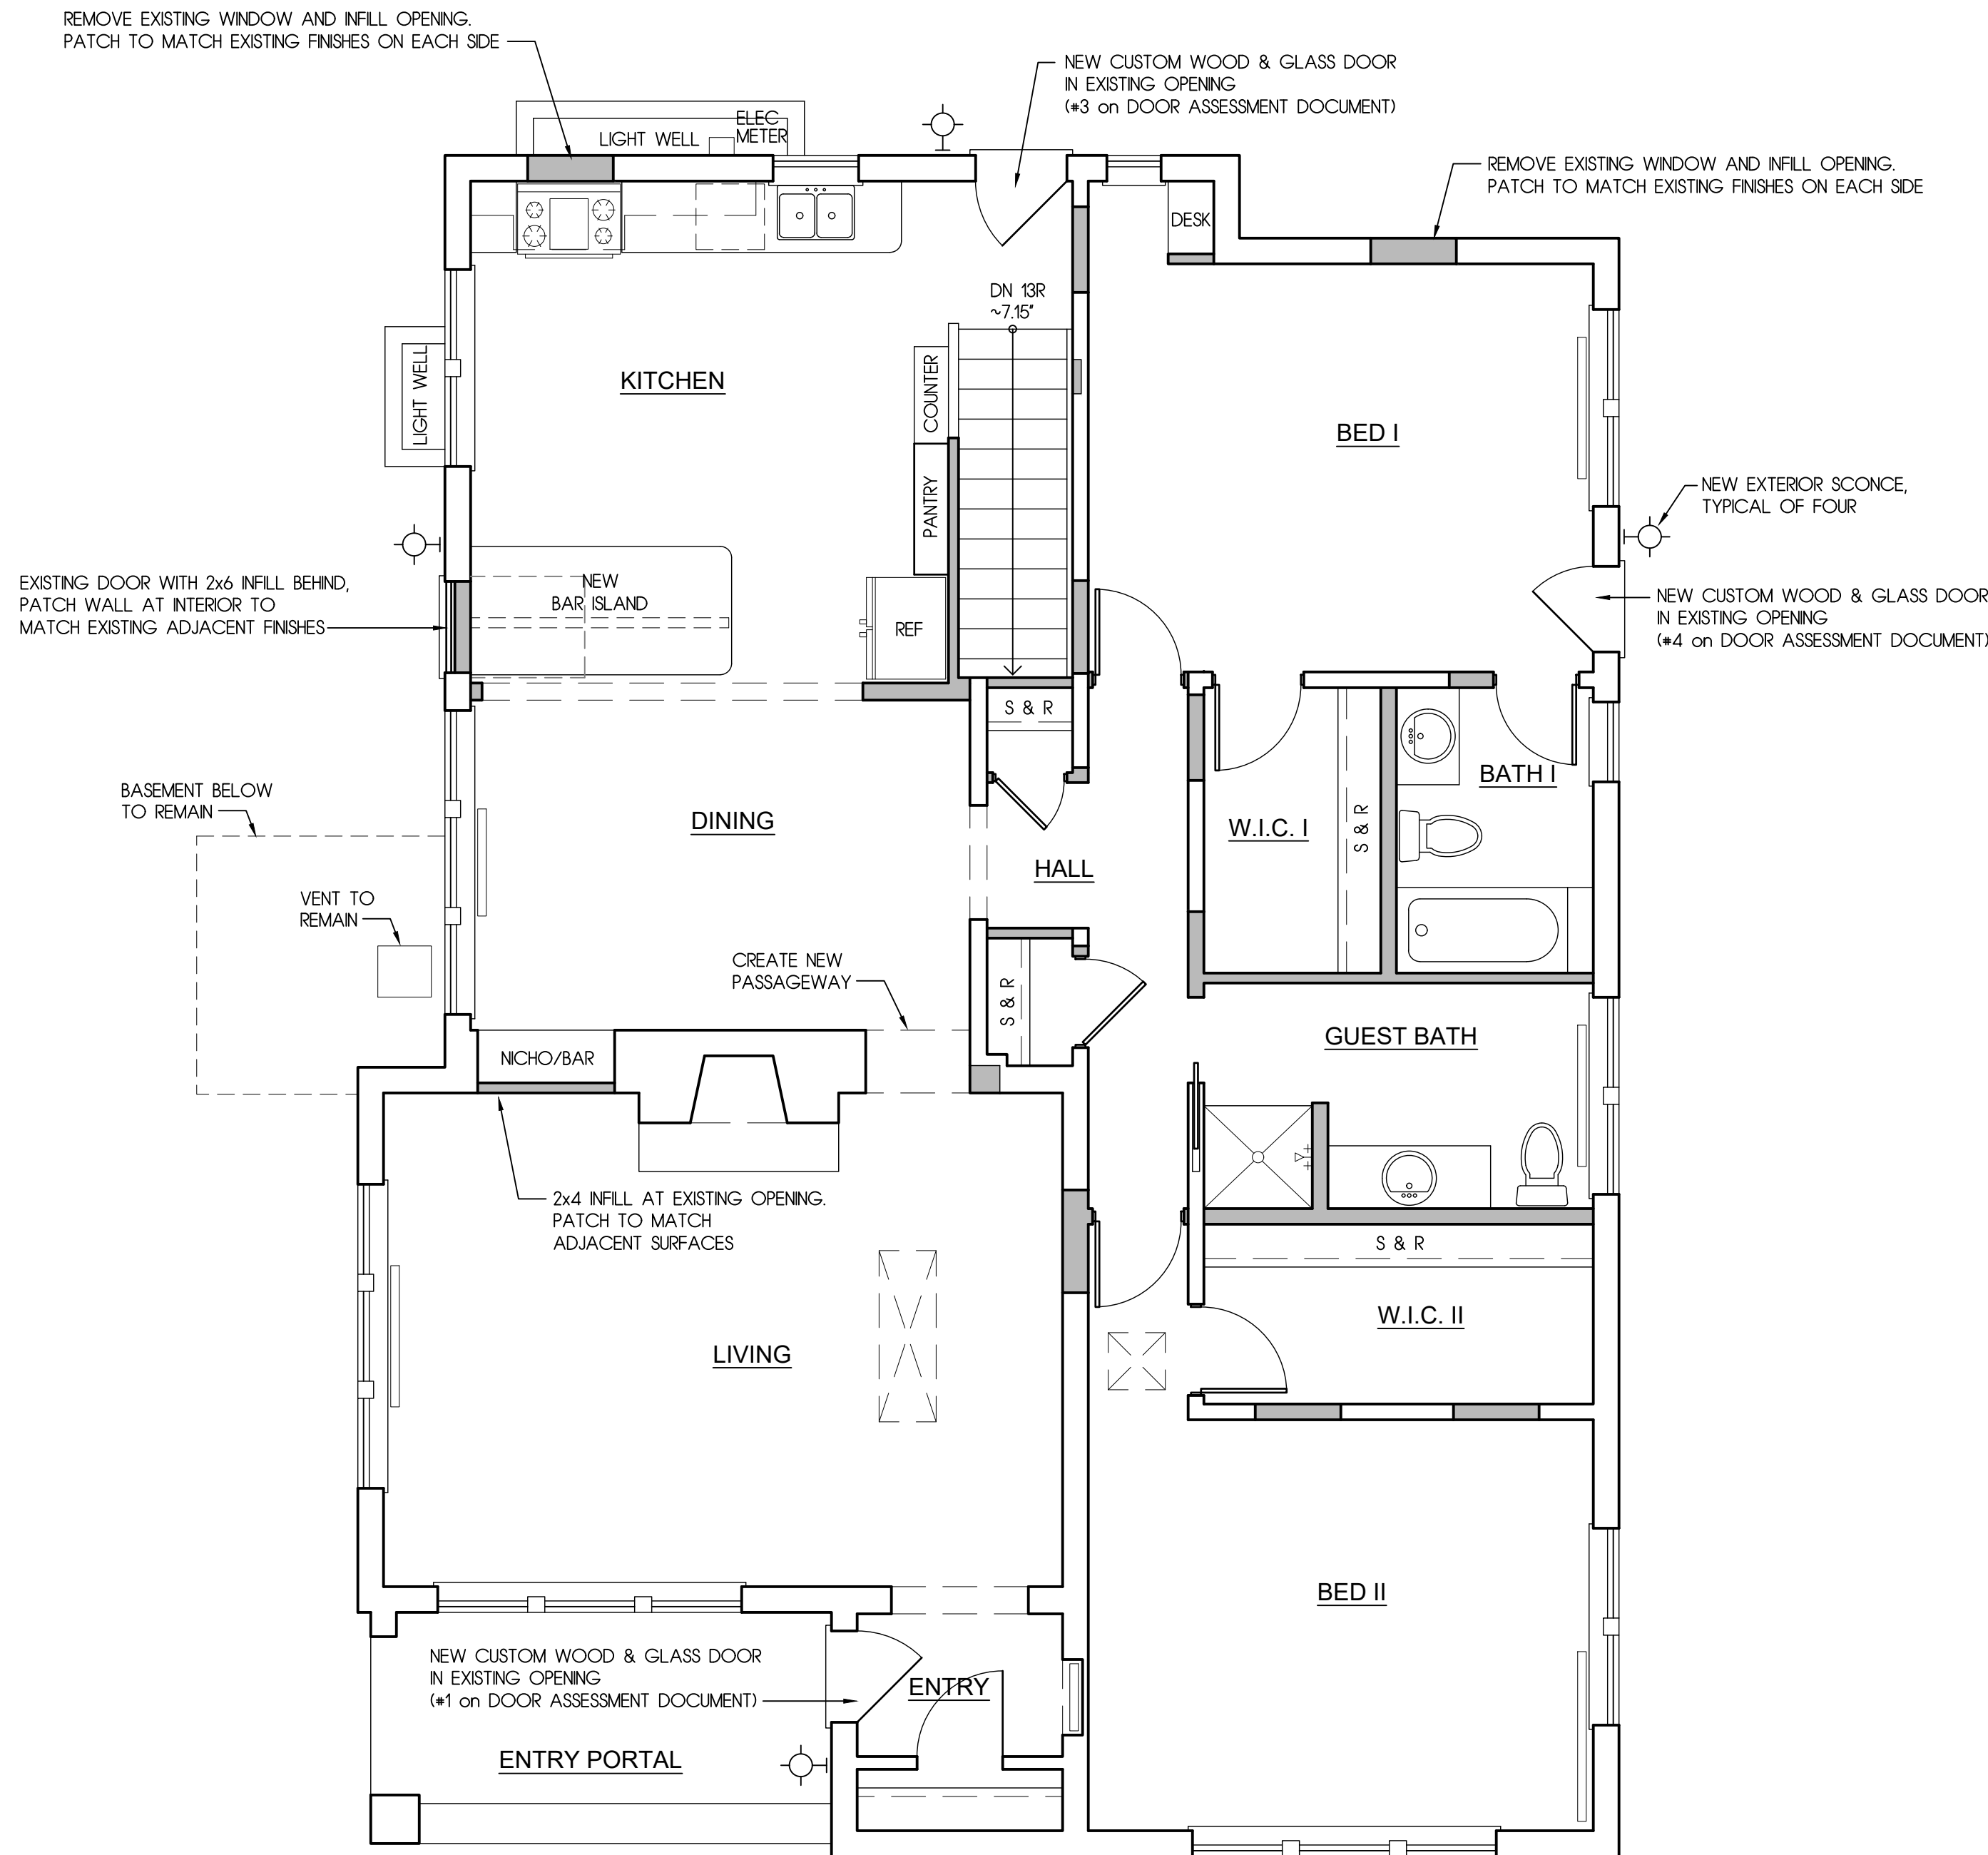 REMOVE EXISTING WINDOW AND INFILL OPENING.
PATCH TO MATCH EXISTING FINISHES ON EACH SIDE
NEW CUSTOM WOOD & GLASS DOOR
IN EXISTING OPENING
(#3 on DOOR ASSESSMENT DOCUMENT)
LIGHT WELL
ELEC
METER
REMOVE EXISTING WINDOW AND INFILL OPENING.
PATCH TO MATCH EXISTING FINISHES ON EACH SIDE
DESK
DN 13R
~7.15"
LIGHT WELL
KITCHEN
COUNTER
BED I
PANTRY
NEW EXTERIOR SCONCE,
TYPICAL OF FOUR
EXISTING DOOR WITH 2x6 INFILL BEHIND,
PATCH WALL AT INTERIOR TO
MATCH EXISTING ADJACENT FINISHES
NEW
BAR ISLAND
REF
NEW CUSTOM WOOD & GLASS DOOR
IN EXISTING OPENING
(#4 on DOOR ASSESSMENT DOCUMENT)
S & R
BASEMENT BELOW
TO REMAIN
DINING
BATH I
W.I.C. I
S & R
HALL
VENT TO
REMAIN
CREATE NEW
PASSAGEWAY
S & R
NICHO/BAR
GUEST BATH
2x4 INFILL AT EXISTING OPENING.
PATCH TO MATCH
ADJACENT SURFACES
S & R
W.I.C. II
LIVING
BED II
NEW CUSTOM WOOD & GLASS DOOR
IN EXISTING OPENING
(#1 on DOOR ASSESSMENT DOCUMENT)
ENTRY
ENTRY PORTAL